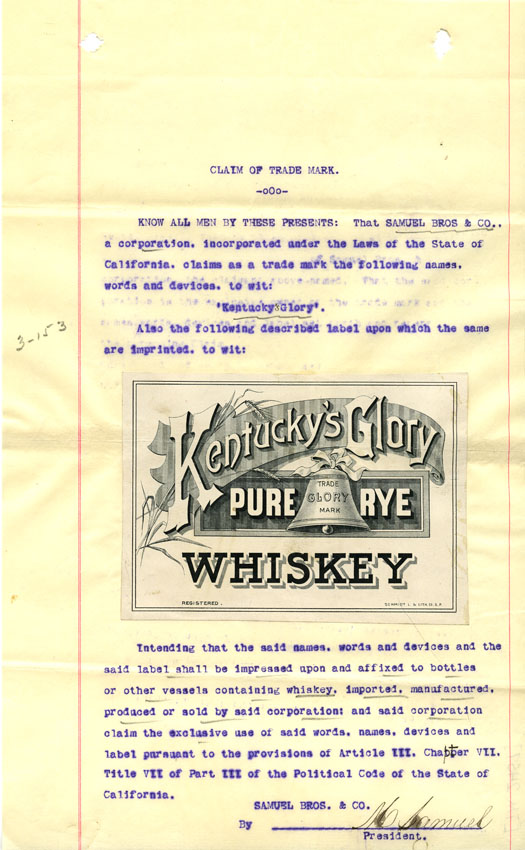 CLAIM OF TRADE MARK.
-oOo-
KNOW ALL MEN BY THESE PRESENTS: That SAMUEL BROS & CO.,
a corporation, incorporated under the Laws of the State of
California, claims as a trade mark the following names,
words and devices, to wit:
"Kentucky's Glory".
Also the following described label upon which the same
are imprinted, to wit:
3-153
Kentucky's Glory
PURE RYE
TRADE
GLORY
MARK
WHISKEY
REGISTERED.
Intending that the said names, words and devices and the
said label shall be impressed upon and affixed to bottles
or other vessels containing whiskey, imported, manufactured,
produced or sold by said corporation; and said corporation
claim the exclusive use of said words, names, devices and
label pursuant to the provisions of Article III, Chapter VII,
Title VII of Part III of the Political Code of the State of
California.
SAMUEL BROS. & CO.
By M Samuel
President.